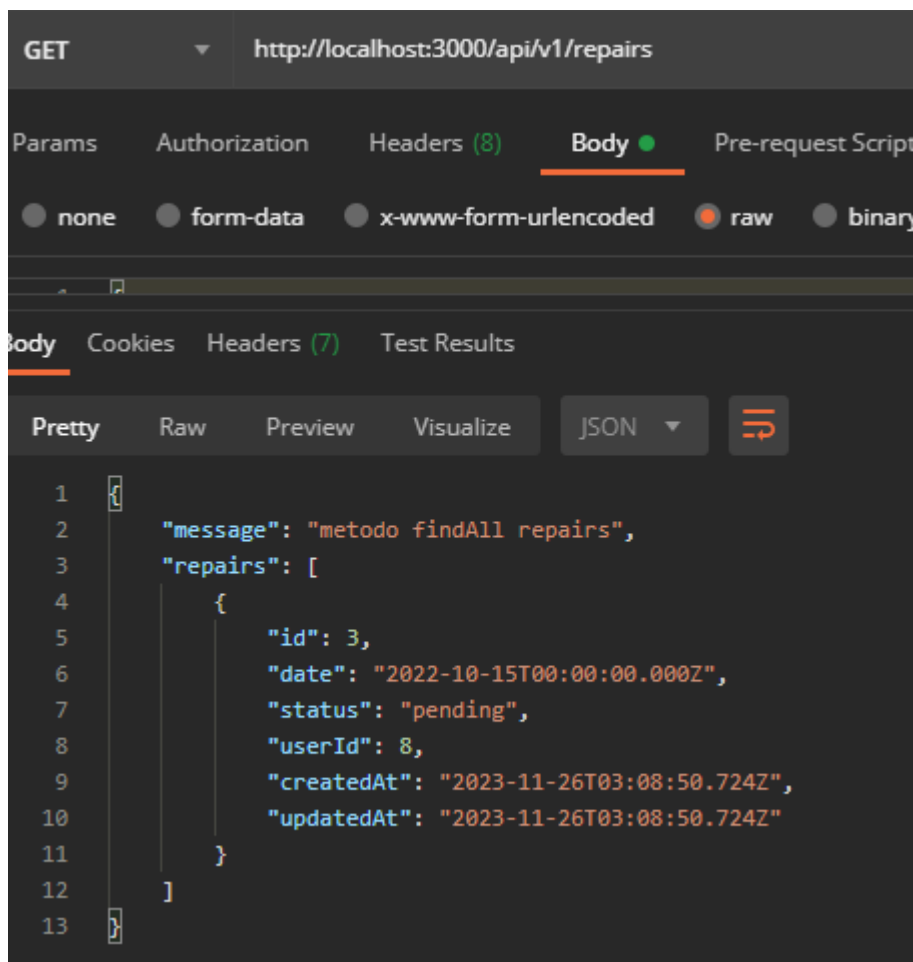 GET http://localhost:3000/api/v1/repairs
Params Authorization Headers (8) Body Pre-request Script
none form-data x-www-form-urlencoded raw binary
Body Cookies Headers (7) Test Results
Pretty Raw Preview Visualize JSON
1 {
2 "message": "metodo findAll repairs",
3 "repairs": [
4 {
5 "id": 3,
6 "date": "2022-10-15T00:00:00.000Z",
7 "status": "pending",
8 "userId": 8,
9 "createdAt": "2023-11-26T03:08:50.724Z",
10 "updatedAt": "2023-11-26T03:08:50.724Z"
11 }
12 ]
13 }